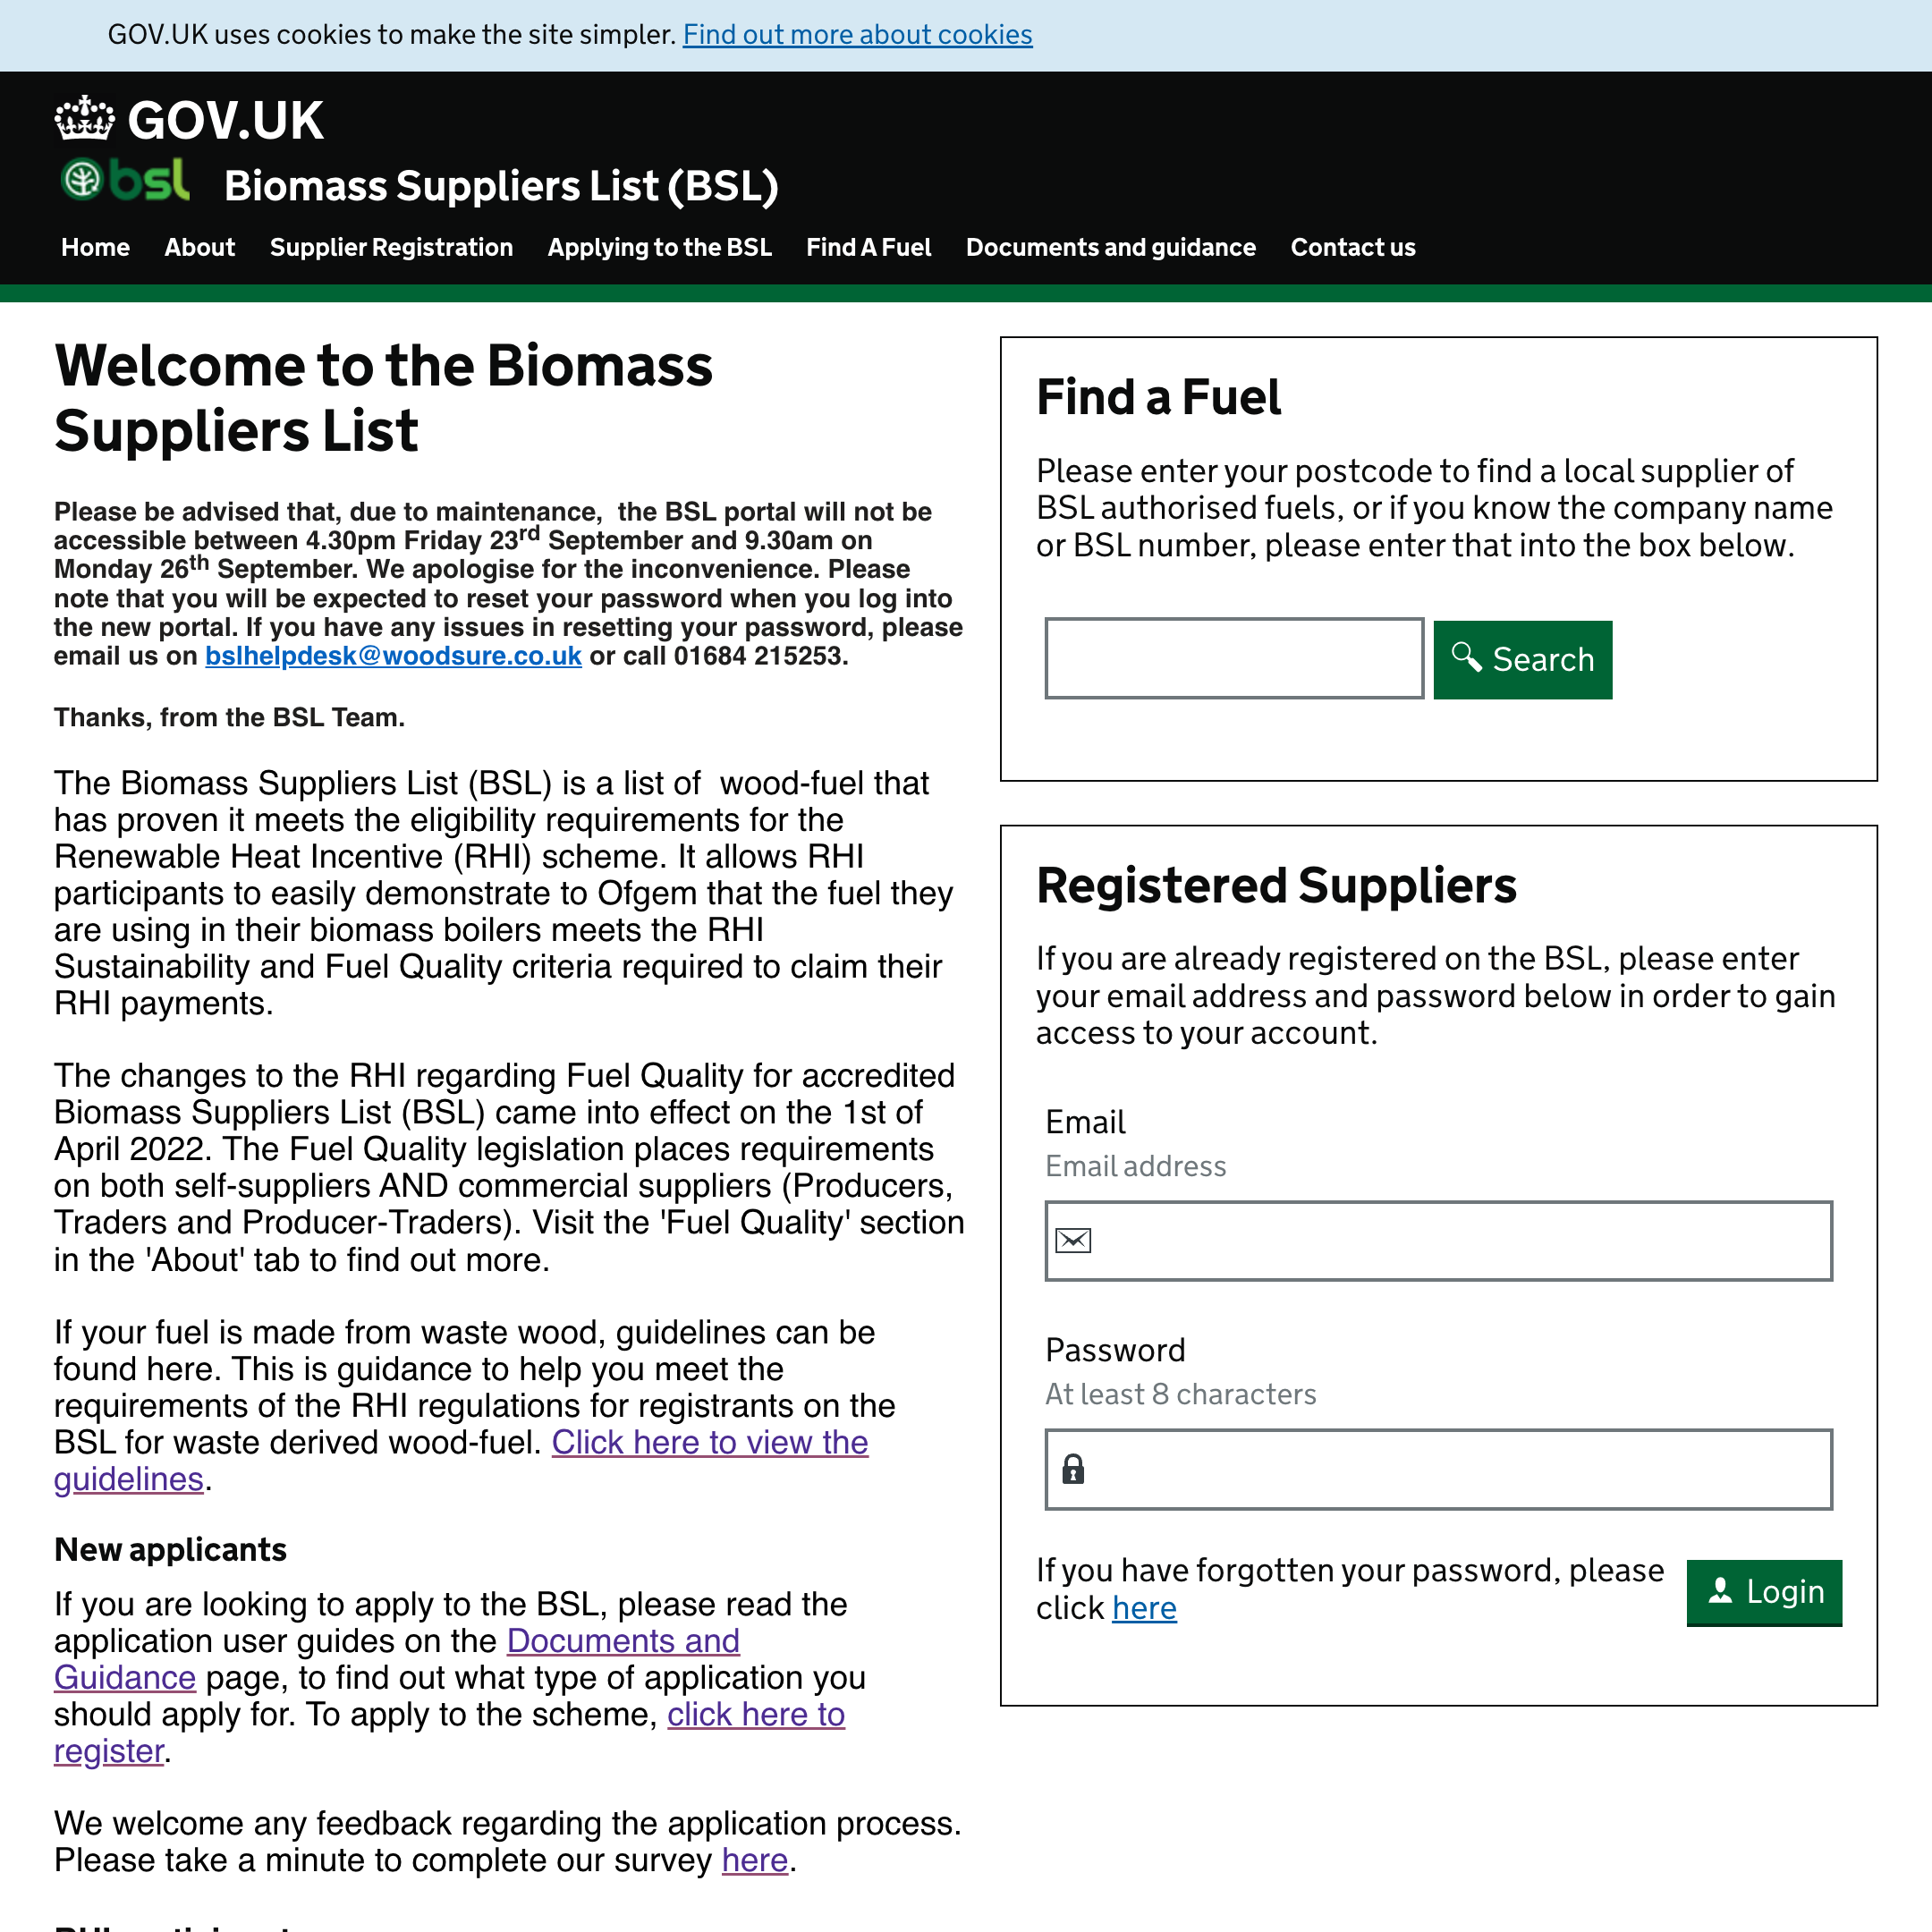 GOV.UK uses cookies to make the site simpler. Find out more about cookies
GOV.UK
bsl Biomass Suppliers List (BSL)
Home About Supplier Registration Applying to the BSL Find A Fuel Documents and guidance Contact us
Welcome to the Biomass
Suppliers List
Please be advised that, due to maintenance,  the BSL portal will not be
accessible between 4.30pm Friday 23rd September and 9.30am on
Monday 26th September. We apologise for the inconvenience. Please
note that you will be expected to reset your password when you log into
the new portal. If you have any issues in resetting your password, please
email us on bslhelpdesk@woodsure.co.uk or call 01684 215253.
Thanks, from the BSL Team.
The Biomass Suppliers List (BSL) is a list of  wood-fuel that
has proven it meets the eligibility requirements for the
Renewable Heat Incentive (RHI) scheme. It allows RHI
participants to easily demonstrate to Ofgem that the fuel they
are using in their biomass boilers meets the RHI
Sustainability and Fuel Quality criteria required to claim their
RHI payments.
The changes to the RHI regarding Fuel Quality for accredited
Biomass Suppliers List (BSL) came into effect on the 1st of
April 2022. The Fuel Quality legislation places requirements
on both self-suppliers AND commercial suppliers (Producers,
Traders and Producer-Traders). Visit the 'Fuel Quality' section
in the 'About' tab to find out more.
If your fuel is made from waste wood, guidelines can be
found here. This is guidance to help you meet the
requirements of the RHI regulations for registrants on the
BSL for waste derived wood-fuel. Click here to view the
guidelines.
New applicants
If you are looking to apply to the BSL, please read the
application user guides on the Documents and
Guidance page, to find out what type of application you
should apply for. To apply to the scheme, click here to
register.
We welcome any feedback regarding the application process.
Please take a minute to complete our survey here.
Find a Fuel
Please enter your postcode to find a local supplier of
BSL authorised fuels, or if you know the company name
or BSL number, please enter that into the box below.
Search
Registered Suppliers
If you are already registered on the BSL, please enter
your email address and password below in order to gain
access to your account.
Email
Email address
Password
At least 8 characters
If you have forgotten your password, please
click here
Login